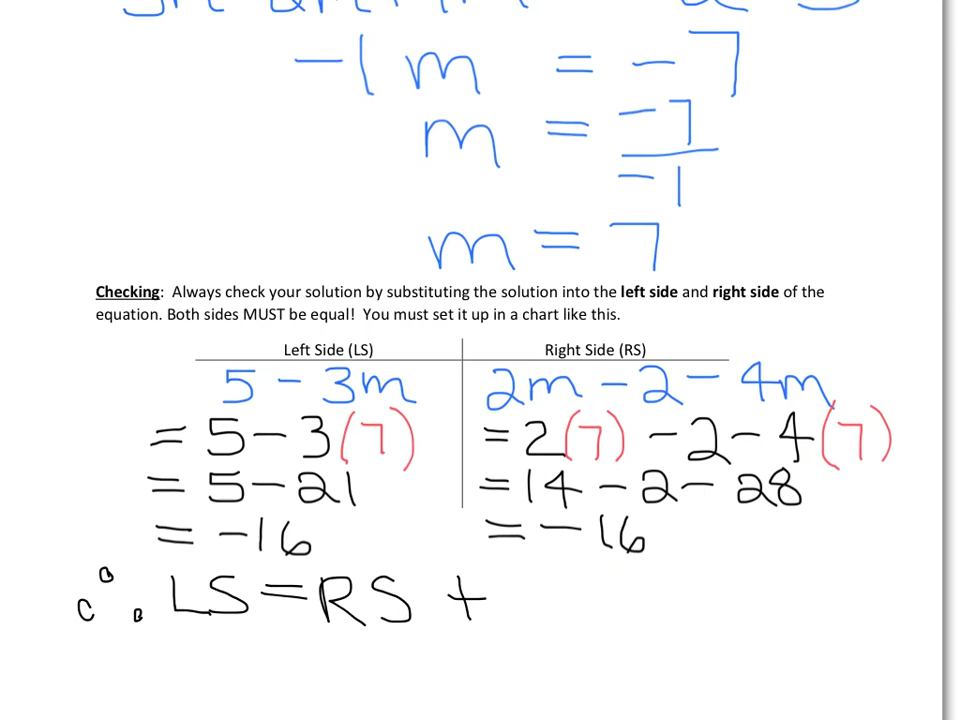 -1m = -7
m = -7/-1
m = 7
Checking: Always check your solution by substituting the solution into the left side and right side of the
equation. Both sides MUST be equal! You must set it up in a chart like this.
Left Side (LS) Right Side (RS)
5 - 3m 2m - 2 - 4m
= 5 - 3(7) = 2(7) - 2 - 4(7)
= 5 - 21 = 14 - 2 - 28
= -16 = -16
∴ LS = RS +